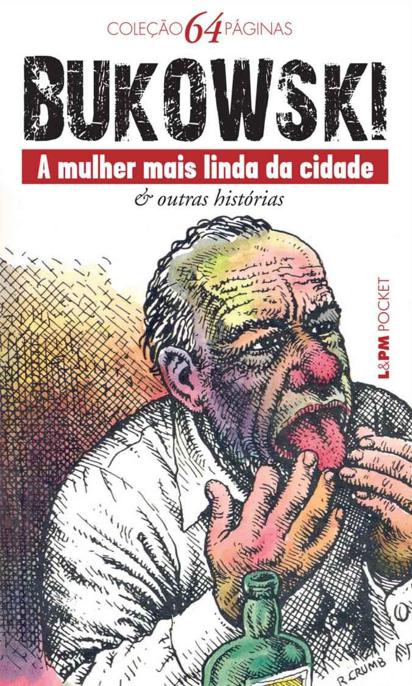 COLEÇÃO 64 PÁGINAS
BUKOWSKI
A mulher mais linda da cidade
& outras histórias
L&PM POCKET
R. CRUMB